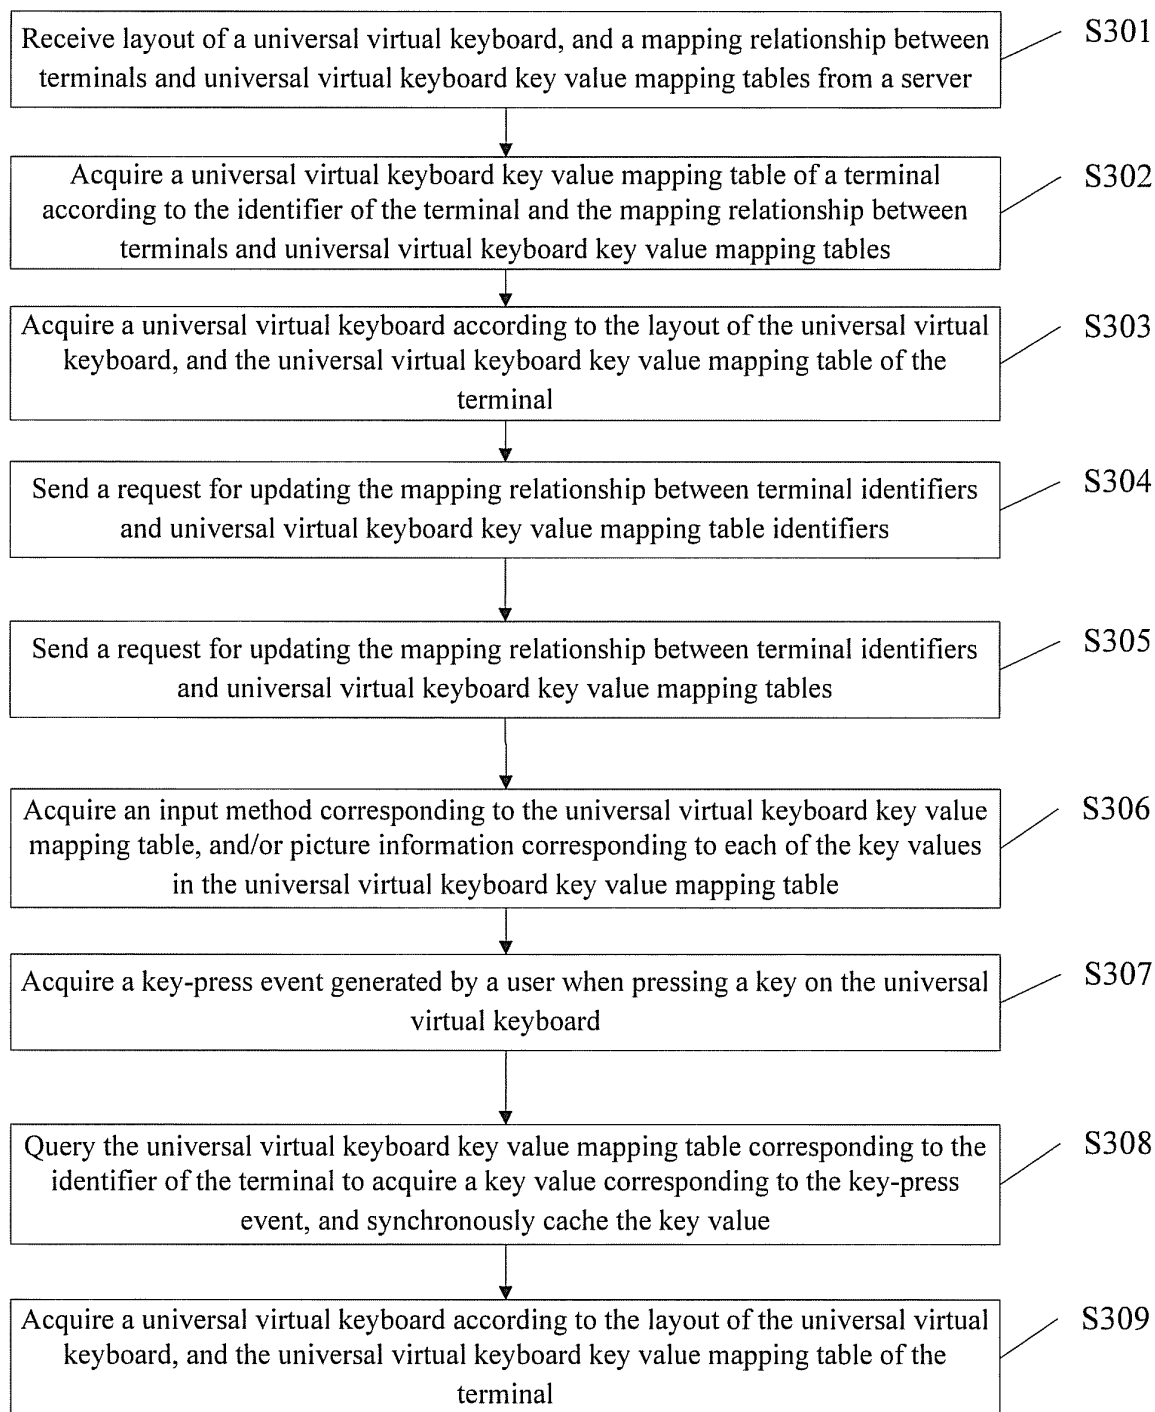 Receive layout of a universal virtual keyboard, and a mapping relationship between
terminals and universal virtual keyboard key value mapping tables from a server
S301
Acquire a universal virtual keyboard key value mapping table of a terminal
according to the identifier of the terminal and the mapping relationship between
terminals and universal virtual keyboard key value mapping tables
S302
Acquire a universal virtual keyboard according to the layout of the universal virtual
keyboard, and the universal virtual keyboard key value mapping table of the
terminal
S303
Send a request for updating the mapping relationship between terminal identifiers
and universal virtual keyboard key value mapping table identifiers
S304
Send a request for updating the mapping relationship between terminal identifiers
and universal virtual keyboard key value mapping tables
S305
Acquire an input method corresponding to the universal virtual keyboard key value
mapping table, and/or picture information corresponding to each of the key values
in the universal virtual keyboard key value mapping table
S306
Acquire a key-press event generated by a user when pressing a key on the universal
virtual keyboard
S307
Query the universal virtual keyboard key value mapping table corresponding to the
identifier of the terminal to acquire a key value corresponding to the key-press
event, and synchronously cache the key value
S308
Acquire a universal virtual keyboard according to the layout of the universal virtual
keyboard, and the universal virtual keyboard key value mapping table of the
terminal
S309